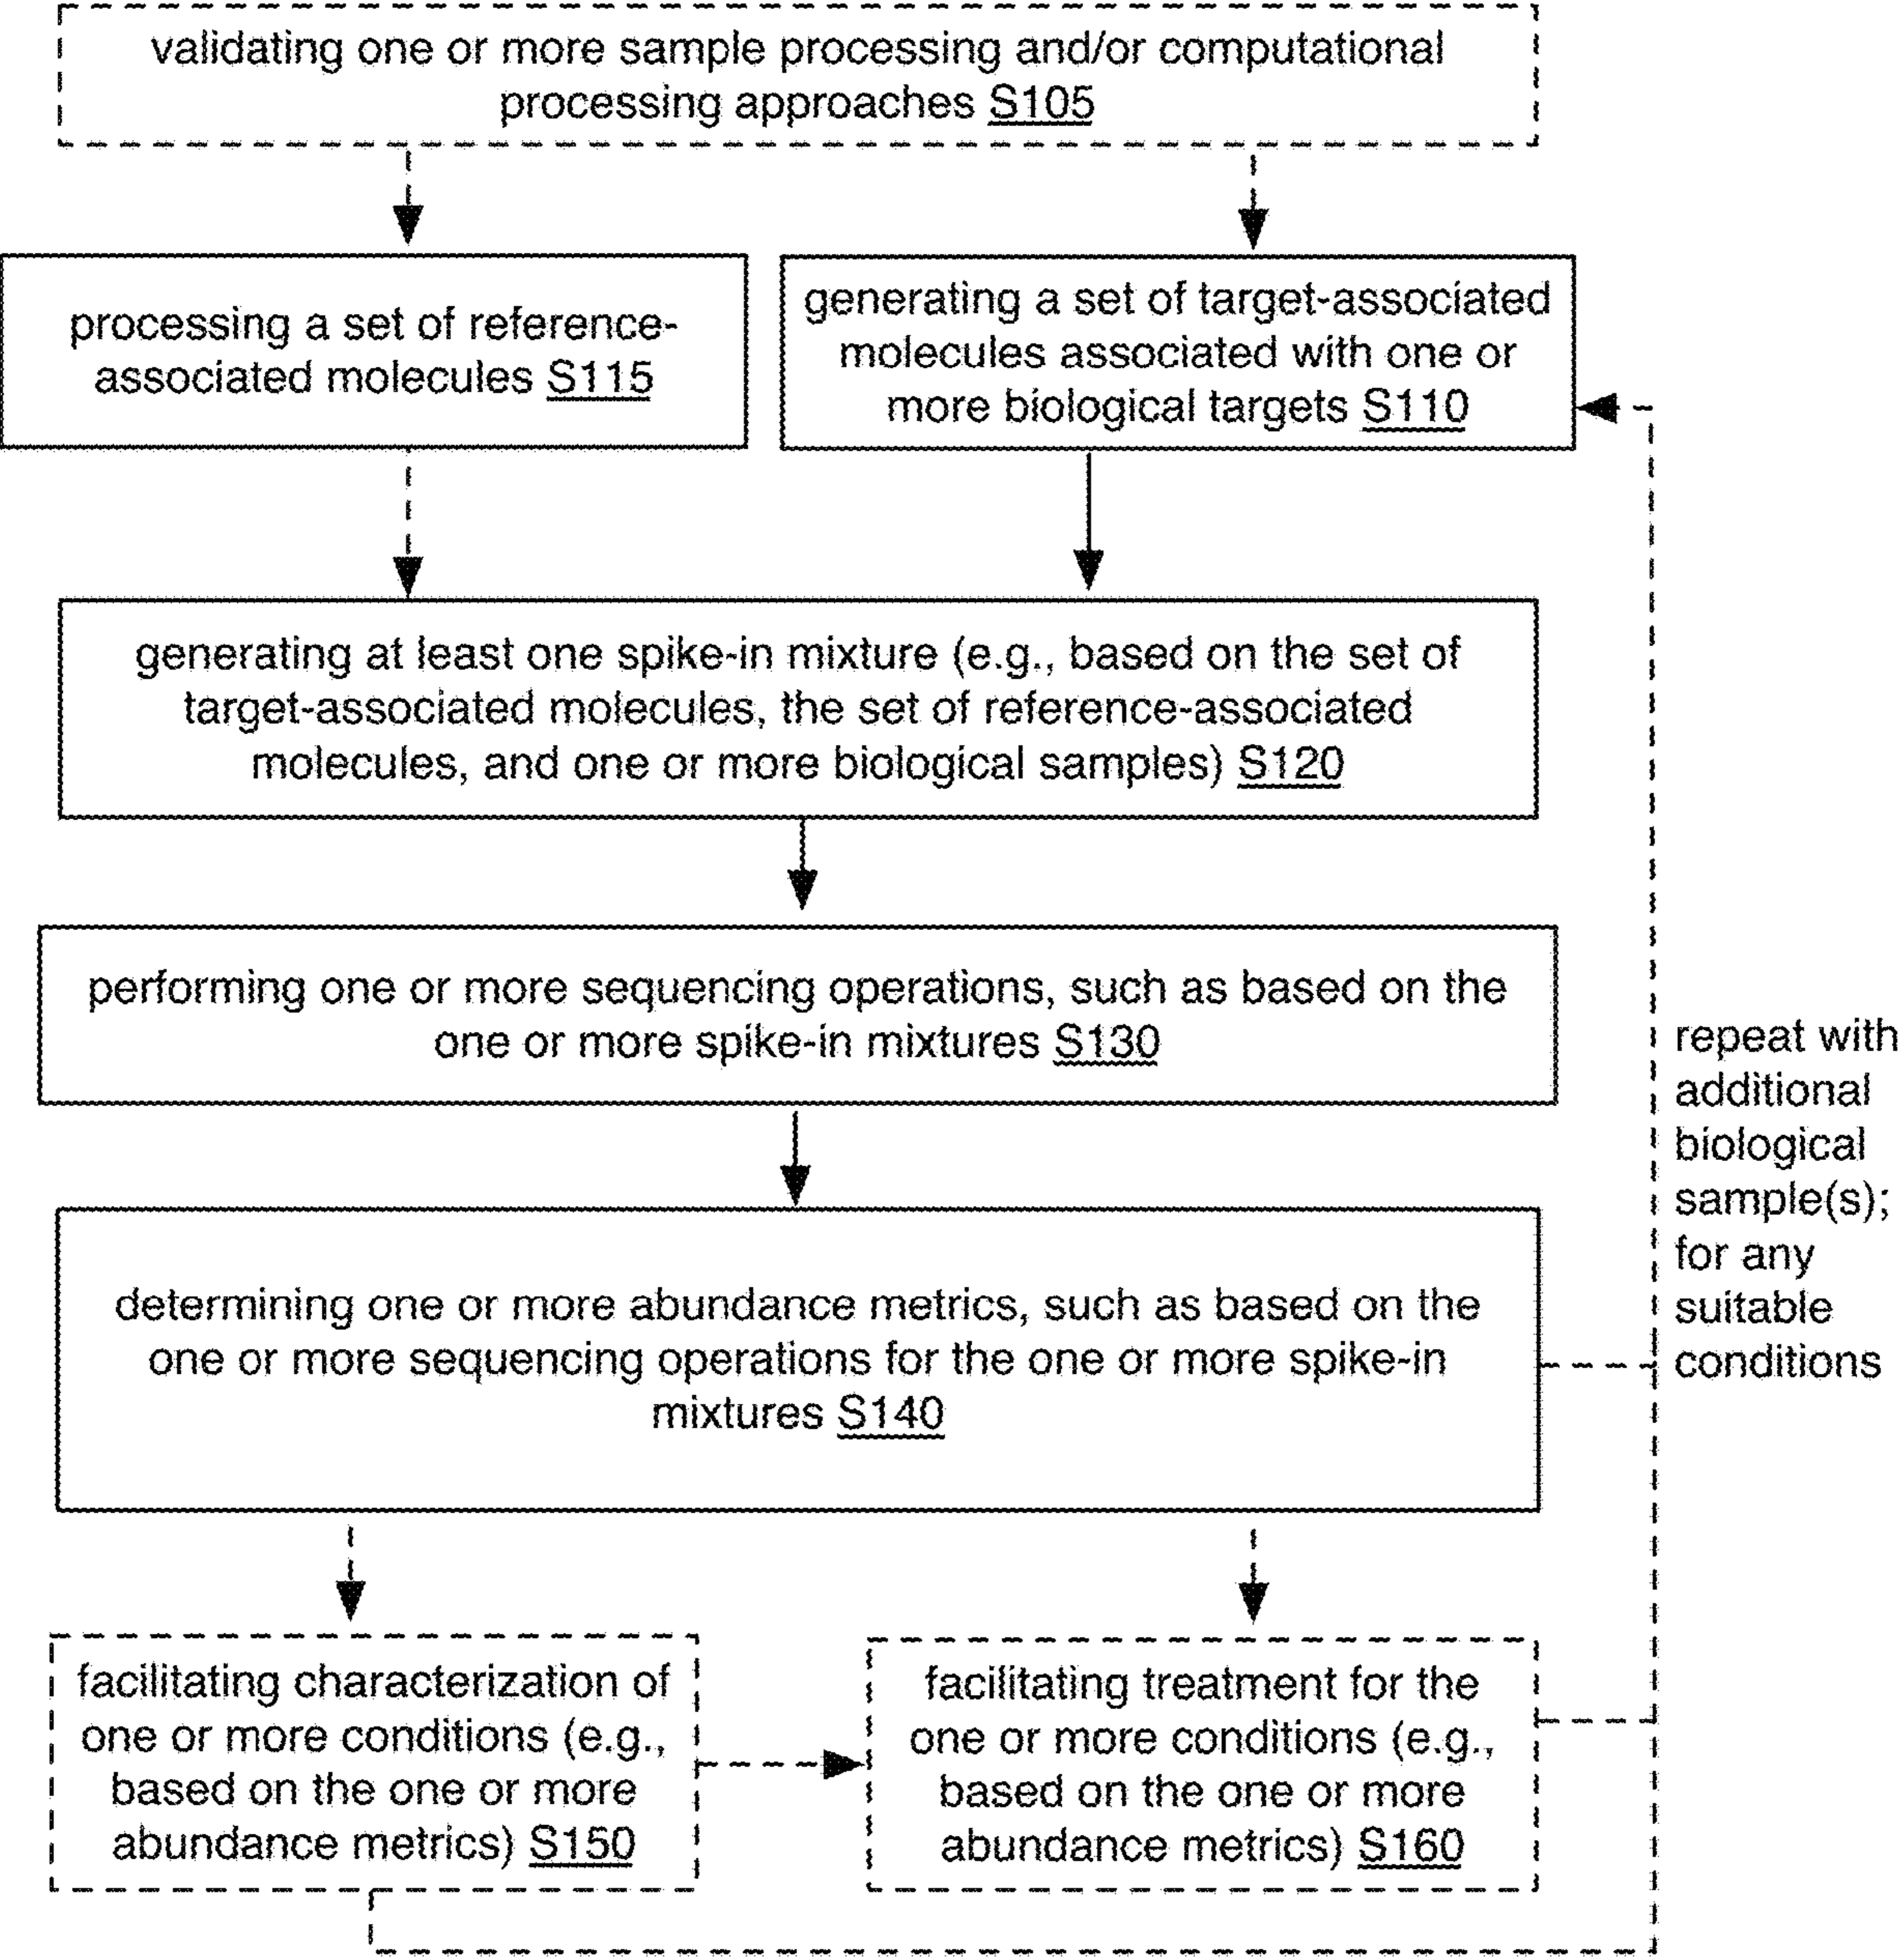 validating one or more sample processing and/or computational
processing approaches S105
processing a set of reference-
associated molecules S115
generating a set of target-associated
molecules associated with one or
more biological targets S110
generating at least one spike-in mixture (e.g., based on the set of
target-associated molecules, the set of reference-associated
molecules, and one or more biological samples) S120
performing one or more sequencing operations, such as based on the
one or more spike-in mixtures S130
determining one or more abundance metrics, such as based on the
one or more sequencing operations for the one or more spike-in
mixtures S140
repeat with
additional
biological
sample(s);
for any
suitable
conditions
facilitating characterization of
one or more conditions (e.g.,
based on the one or more
abundance metrics) S150
facilitating treatment for the
one or more conditions (e.g.,
based on the one or more
abundance metrics) S160